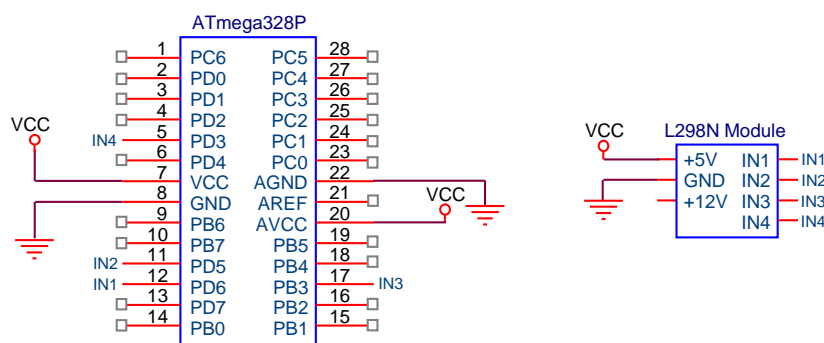 ATmega328P
1 PC6 PC5 28
2 PD0 PC4 27
3 PD1 PC3 26
4 PD2 PC2 25
VCC IN4 5 PD3 PC1 24
6 PD4 PC0 23
7 VCC AGND 22
8 GND AREF 21 VCC
9 PB6 AVCC 20
10 PB7 PB5 19
IN2 11 PD5 PB4 18
IN1 12 PD6 PB3 17 IN3
13 PD7 PB2 16
14 PB0 PB1 15
VCC L298N Module
+5V IN1 IN1
GND IN2 IN2
+12V IN3 IN3
IN4 IN4